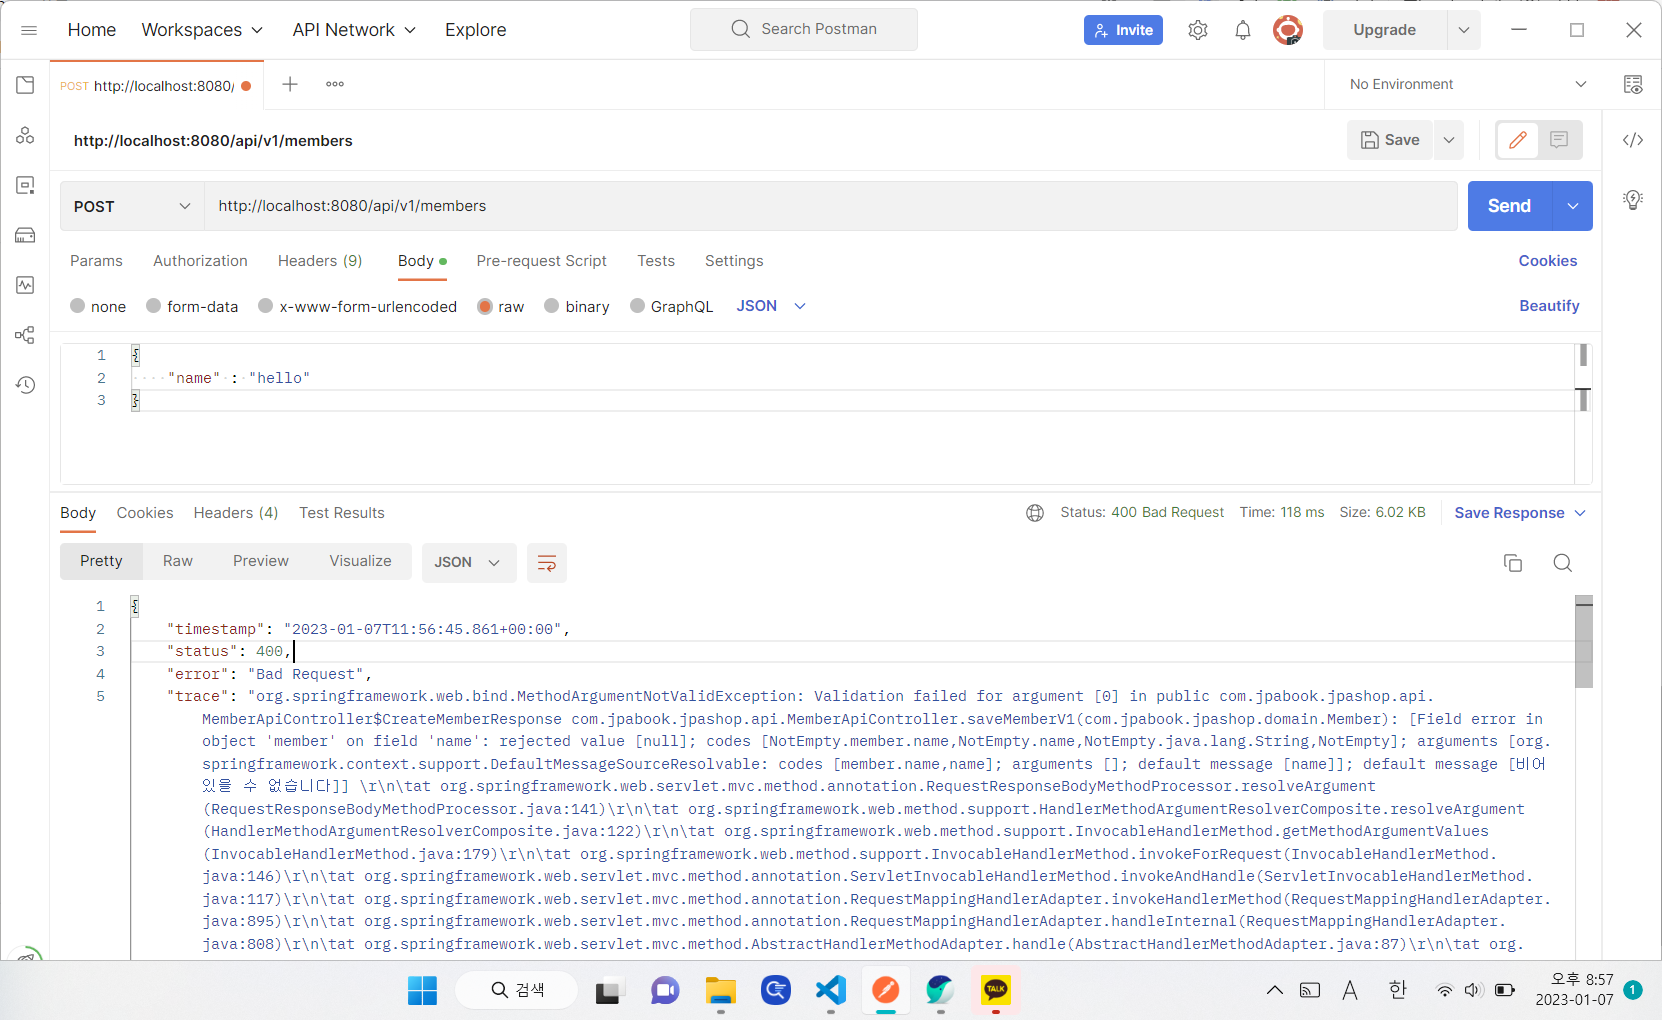 Home Workspaces API Network Explore Search Postman Invite Upgrade
POST http://localhost:8080/ No Environment
http://localhost:8080/api/v1/members Save
POST http://localhost:8080/api/v1/members Send
Params Authorization Headers (9) Body Pre-request Script Tests Settings Cookies
none form-data x-www-form-urlencoded raw binary GraphQL JSON Beautify
1 {
2 "name" : "hello"
3 }
Body Cookies Headers (4) Test Results Status: 400 Bad Request Time: 118 ms Size: 6.02 KB Save Response
Pretty Raw Preview Visualize JSON
1 {
2 "timestamp": "2023-01-07T11:56:45.861+00:00",
3 "status": 400,
4 "error": "Bad Request",
5 "trace": "org.springframework.web.bind.MethodArgumentNotValidException: Validation failed for argument [0] in public com.jpabook.jpashop.api.
MemberApiController$CreateMemberResponse com.jpabook.jpashop.api.MemberApiController.saveMemberV1(com.jpabook.jpashop.domain.Member): [Field error in
object 'member' on field 'name': rejected value [null]; codes [NotEmpty.member.name,NotEmpty.name,NotEmpty.java.lang.String,NotEmpty]; arguments [org.
springframework.context.support.DefaultMessageSourceResolvable: codes [member.name,name]; arguments []; default message [name]]; default message [비어
있을 수 없습니다]] \r\n\tat org.springframework.web.servlet.mvc.method.annotation.RequestResponseBodyMethodProcessor.resolveArgument
(RequestResponseBodyMethodProcessor.java:141)\r\n\tat org.springframework.web.method.support.HandlerMethodArgumentResolverComposite.resolveArgument
(HandlerMethodArgumentResolverComposite.java:122)\r\n\tat org.springframework.web.method.support.InvocableHandlerMethod.getMethodArgumentValues
(InvocableHandlerMethod.java:179)\r\n\tat org.springframework.web.method.support.InvocableHandlerMethod.invokeForRequest(InvocableHandlerMethod.
java:146)\r\n\tat org.springframework.web.servlet.mvc.method.annotation.ServletInvocableHandlerMethod.invokeAndHandle(ServletInvocableHandlerMethod.
java:117)\r\n\tat org.springframework.web.servlet.mvc.method.annotation.RequestMappingHandlerAdapter.invokeHandlerMethod(RequestMappingHandlerAdapter.
java:895)\r\n\tat org.springframework.web.servlet.mvc.method.annotation.RequestMappingHandlerAdapter.handleInternal(RequestMappingHandlerAdapter.
java:808)\r\n\tat org.springframework.web.servlet.mvc.method.AbstractHandlerMethodAdapter.handle(AbstractHandlerMethodAdapter.java:87)\r\n\tat org.
검색 TALK A 한 오후 8:57 1
2023-01-07